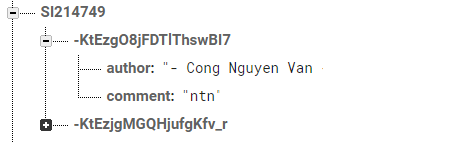 SI214749
-KtEzgO8jFDTlThswBI7
author: "- Cong Nguyen Van
comment: "ntn"
-KtEzjgMGQHjufgKfv_r